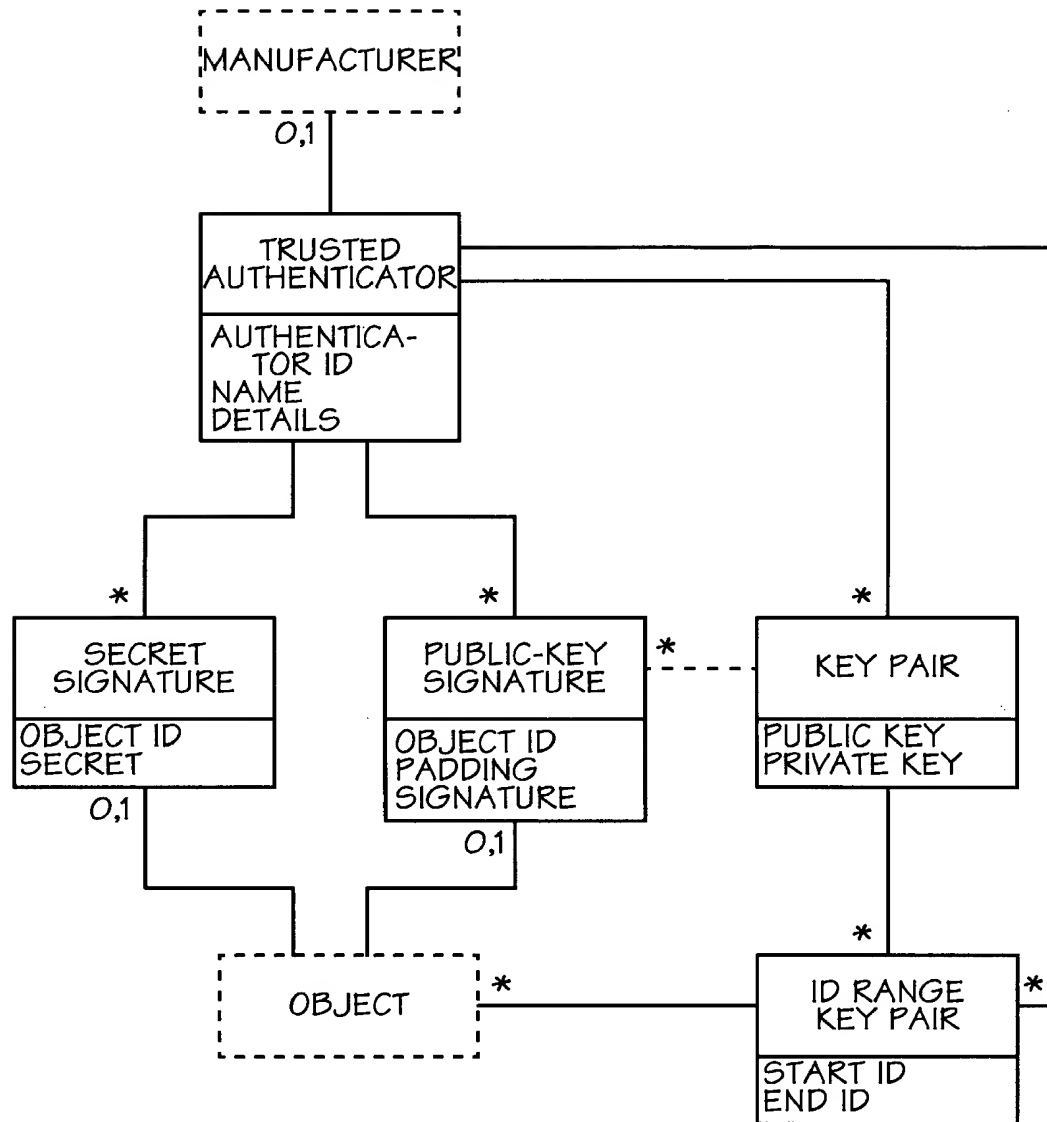 MANUFACTURER
0,1
TRUSTED
AUTHENTICATOR
AUTHENTICA-
TOR ID
NAME
DETAILS
*
*
*
SECRET
SIGNATURE
OBJECT ID
SECRET
0,1
PUBLIC-KEY
SIGNATURE
OBJECT ID
PADDING
SIGNATURE
0,1
*
KEY PAIR
PUBLIC KEY
PRIVATE KEY
*
OBJECT
*
ID RANGE
KEY PAIR
*
START ID
END ID